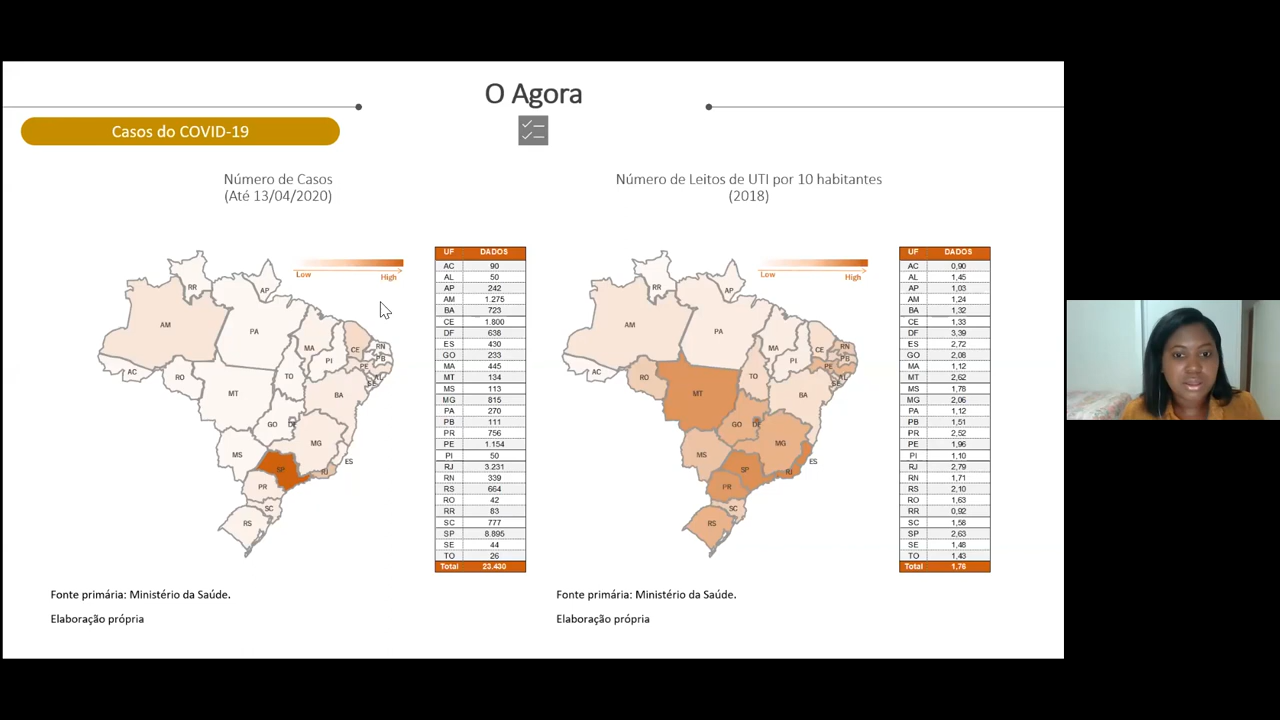 O Agora
Casos do COVID-19
Número de Casos
(Até 13/04/2020)
Low
High
RR
AP
AM
PA
MA
CE
RN
PB
PE
AL
SE
PI
AC
RO
TO
MT
BA
GO
DF
MG
MS
ES
SP
RJ
PR
SC
RS
UF DADOS
AC 90
AL 50
AP 242
AM 1.275
BA 723
CE 1.800
DF 638
ES 430
GO 233
MA 445
MT 134
MS 113
MG 815
PA 270
PB 111
PR 756
PE 1.154
PI 50
RJ 3.231
RN 339
RS 664
RO 42
RR 83
SC 777
SP 8.895
SE 44
TO 26
Total 23.430
Fonte primária: Ministério da Saúde.
Elaboração própria
Número de Leitos de UTI por 10 habitantes
(2018)
Low
High
RR
AP
AM
PA
MA
CE
RN
PB
PE
AL
SE
PI
AC
RO
TO
MT
BA
GO
DF
MG
MS
ES
SP
RJ
PR
SC
RS
UF DADOS
AC 0,90
AL 1,45
AP 1,03
AM 1,24
BA 1,32
CE 1,33
DF 3,39
ES 2,72
GO 2,08
MA 1,12
MT 2,62
MS 1,78
MG 2,06
PA 1,12
PB 1,51
PR 2,52
PE 1,96
PI 1,10
RJ 2,79
RN 1,71
RS 2,10
RO 1,63
RR 0,92
SC 1,58
SP 2,63
SE 1,48
TO 1,43
Total 1,76
Fonte primária: Ministério da Saúde.
Elaboração própria